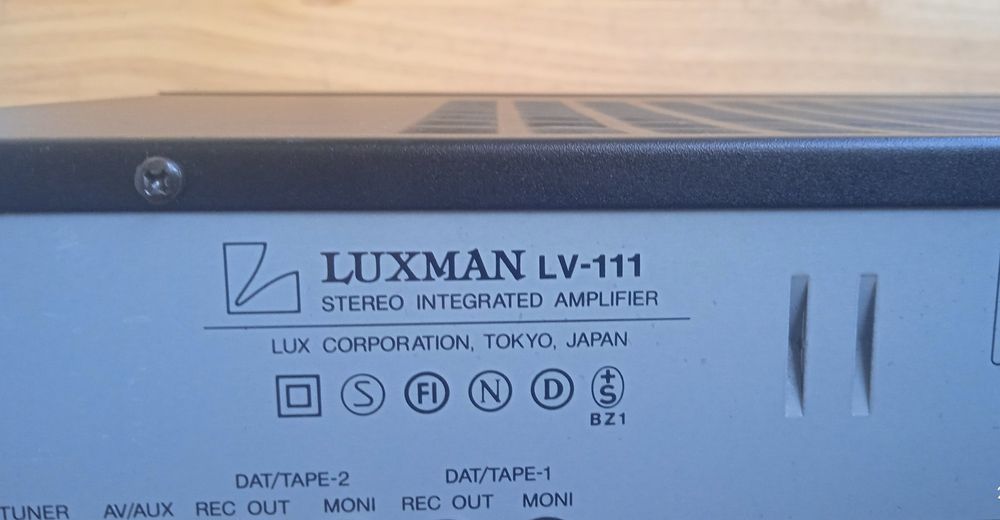 LUXMAN LV-111
STEREO INTEGRATED AMPLIFIER
LUX CORPORATION, TOKYO, JAPAN
S FI N D +S
BZ1
DAT/TAPE-2 DAT/TAPE-1
TUNER AV/AUX REC OUT MONI REC OUT MONI